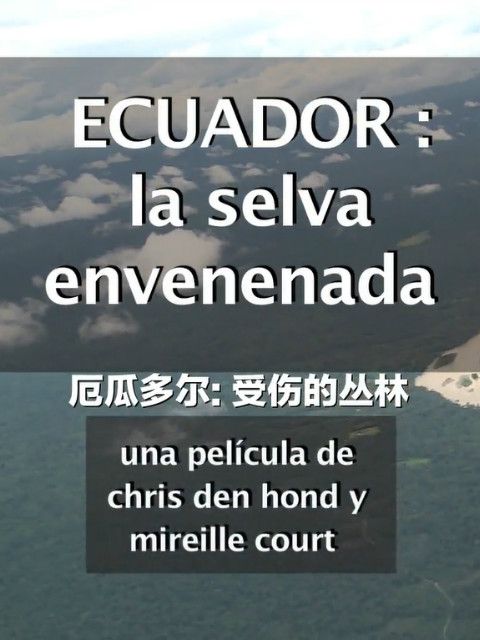 ECUADOR :
la selva
envenenada
厄瓜多尔: 受伤的丛林
una película de
chris den hond y
mireille court